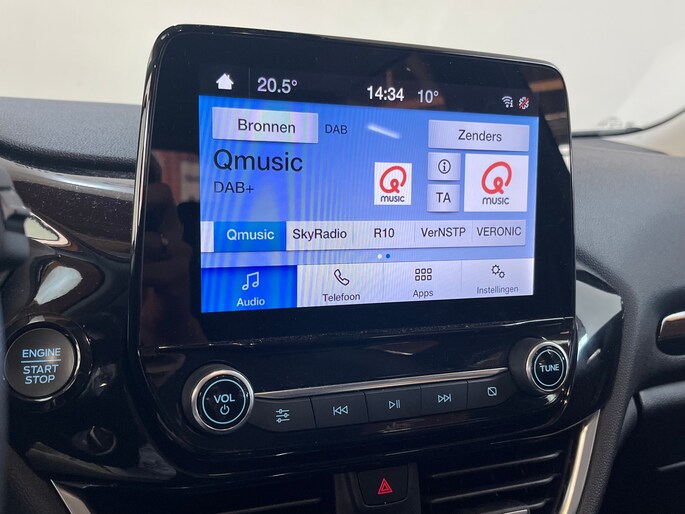 20.5° 14:34 10°
Bronnen DAB Zenders
Qmusic
DAB+
Q MUSIC
TA
Q MUSIC
Qmusic SkyRadio R10 VerNSTP VERONIC
Audio Telefoon Apps Instellingen
ENGINE
START
STOP
VOL
TUNE